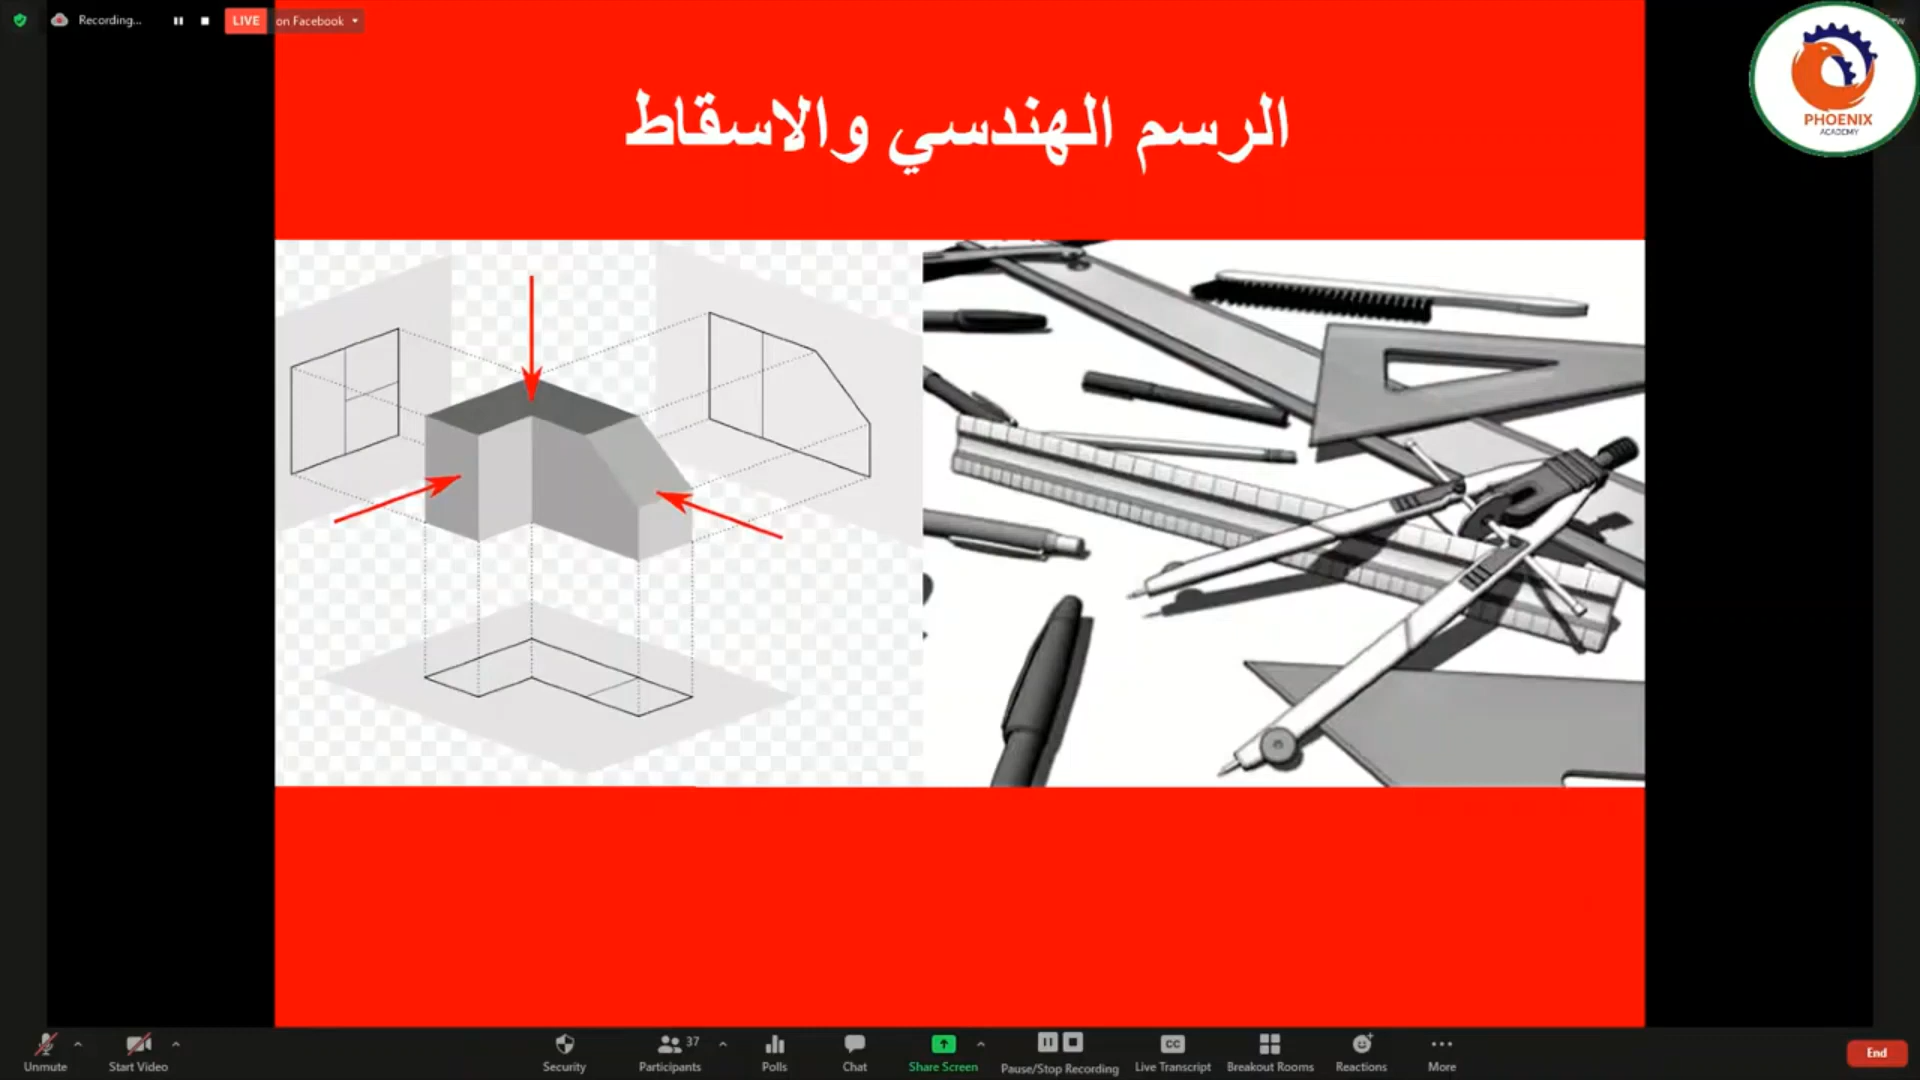 Recording...
LIVE on Facebook
الرسم الهندسي والاسقاط
PHOENIX
ACADEMY
Unmute
Start Video
Security
37
Participants
Polls
Chat
Share Screen
Pause/Stop Recording
CC
Live Transcript
Breakout Rooms
Reactions
More
End